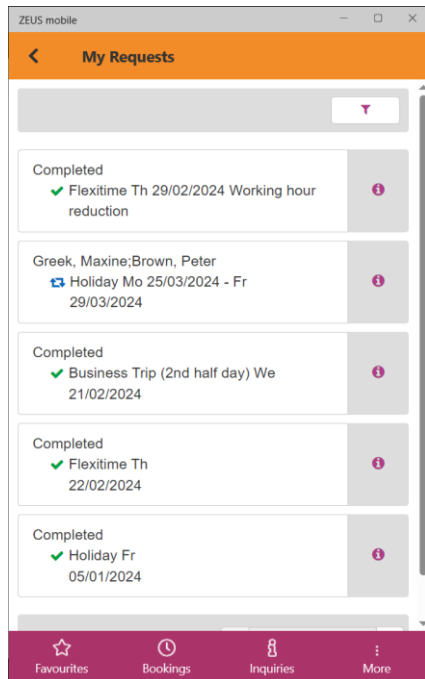 ZEUS mobile
My Requests
Completed
Flexitime Th 29/02/2024 Working hour
reduction
Greek, Maxine;Brown, Peter
Holiday Mo 25/03/2024 - Fr
29/03/2024
Completed
Business Trip (2nd half day) We
21/02/2024
Completed
Flexitime Th
22/02/2024
Completed
Holiday Fr
05/01/2024
Favourites
Bookings
Inquiries
More